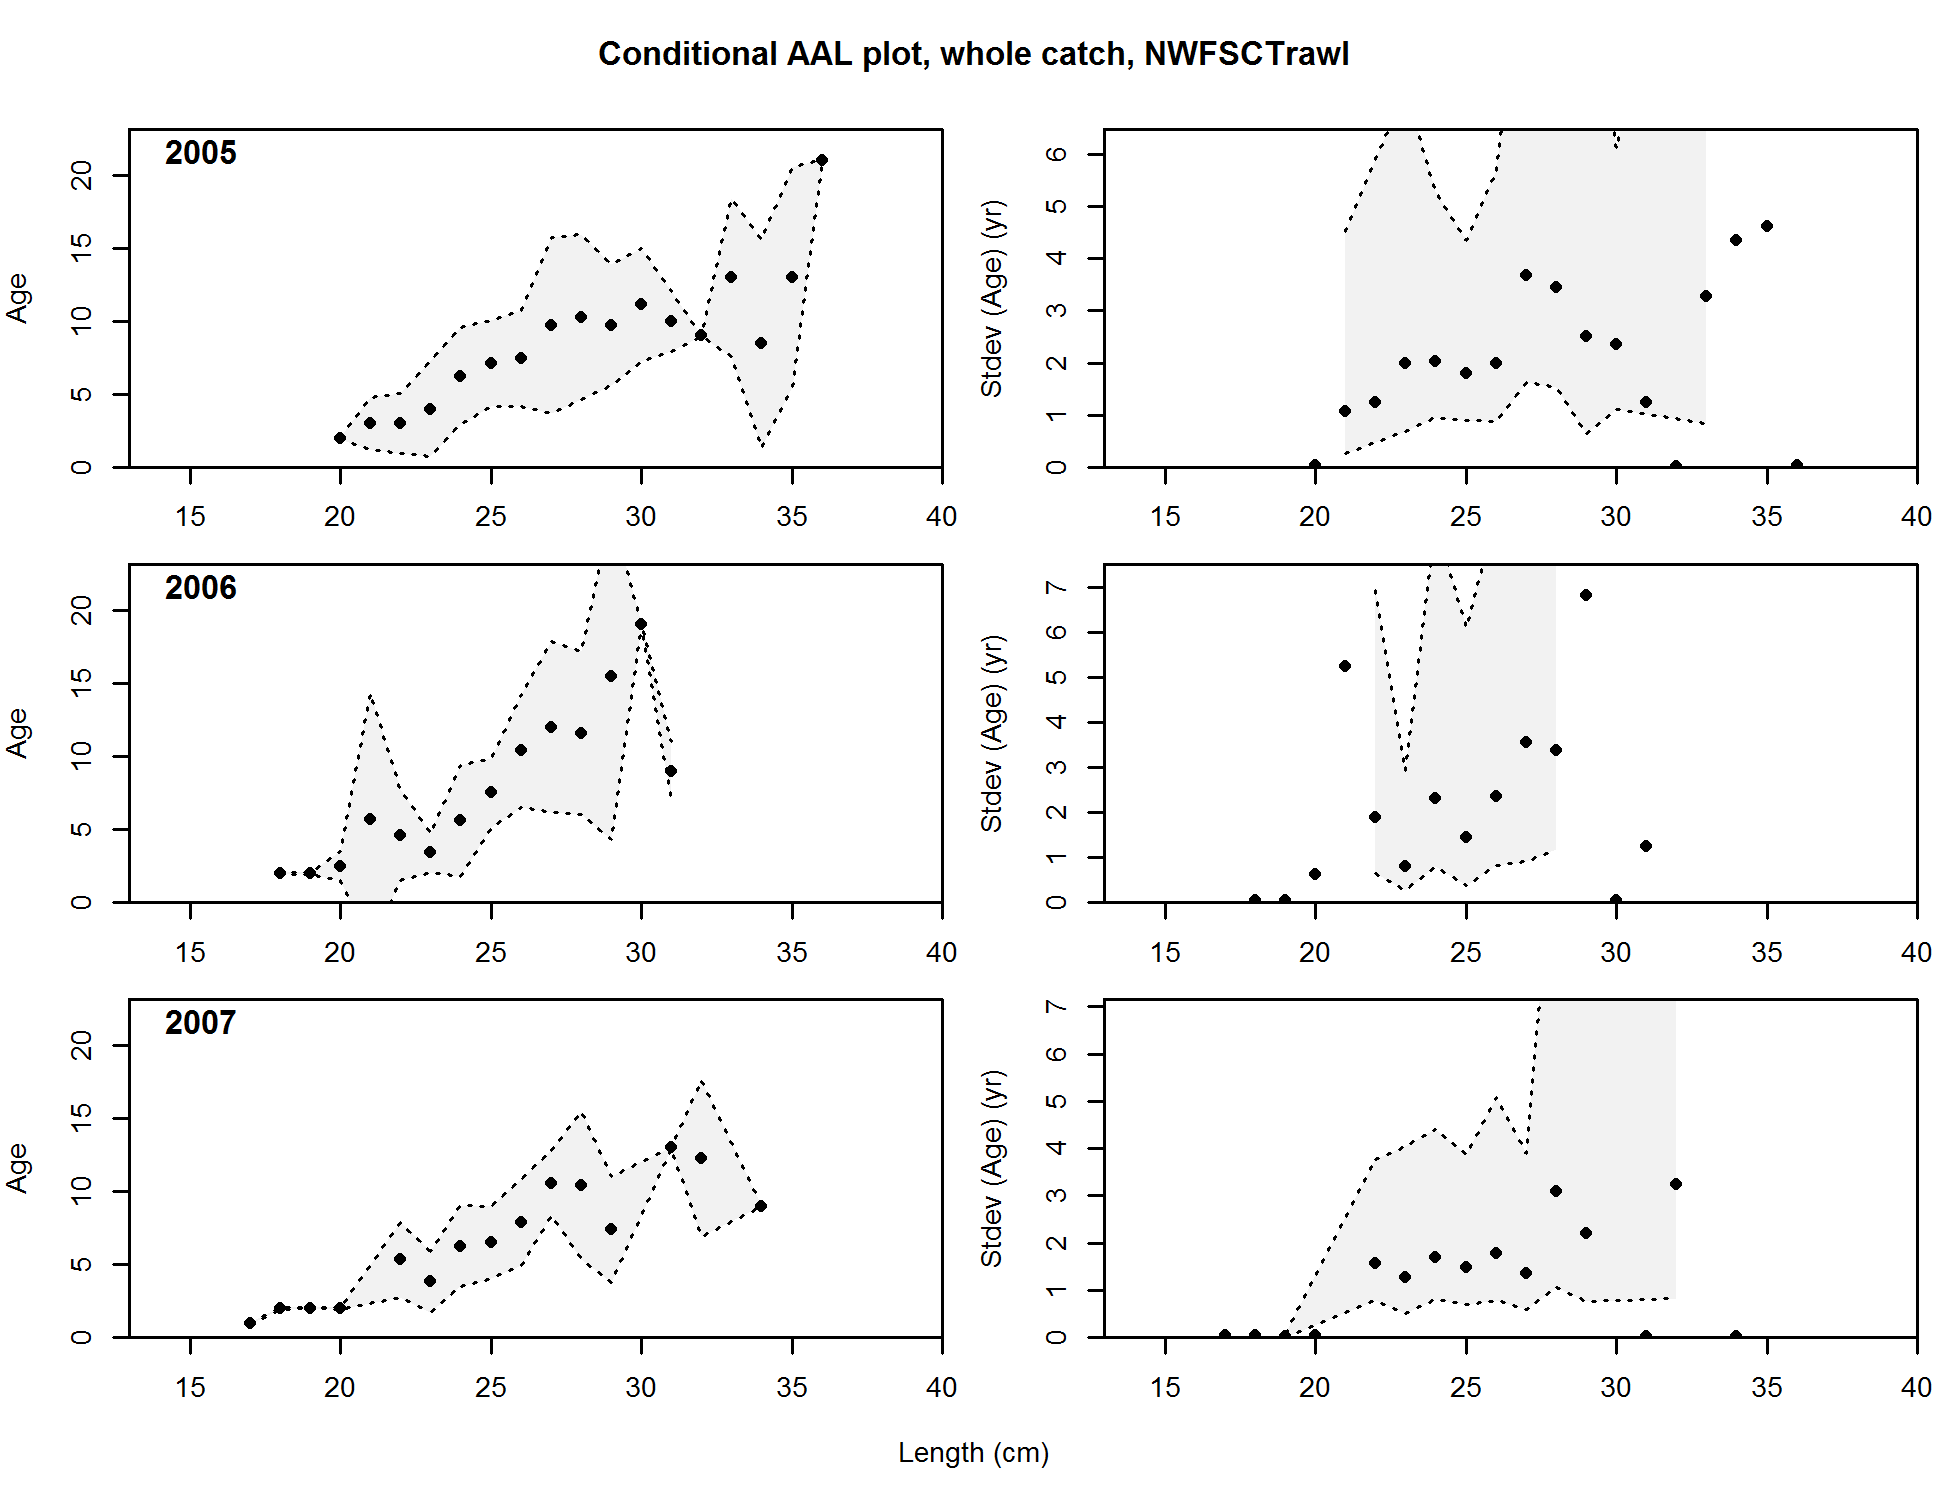 Conditional AAL plot, whole catch, NWFSCTrawl
2005
Age
0 5 10 15 20
15 20 25 30 35 40
Stdev (Age) (yr)
0 1 2 3 4 5 6
15 20 25 30 35 40
2006
Age
0 5 10 15 20
15 20 25 30 35 40
Stdev (Age) (yr)
0 1 2 3 4 5 6 7
15 20 25 30 35 40
2007
Age
0 5 10 15 20
15 20 25 30 35 40
Stdev (Age) (yr)
0 1 2 3 4 5 6 7
15 20 25 30 35 40
Length (cm)